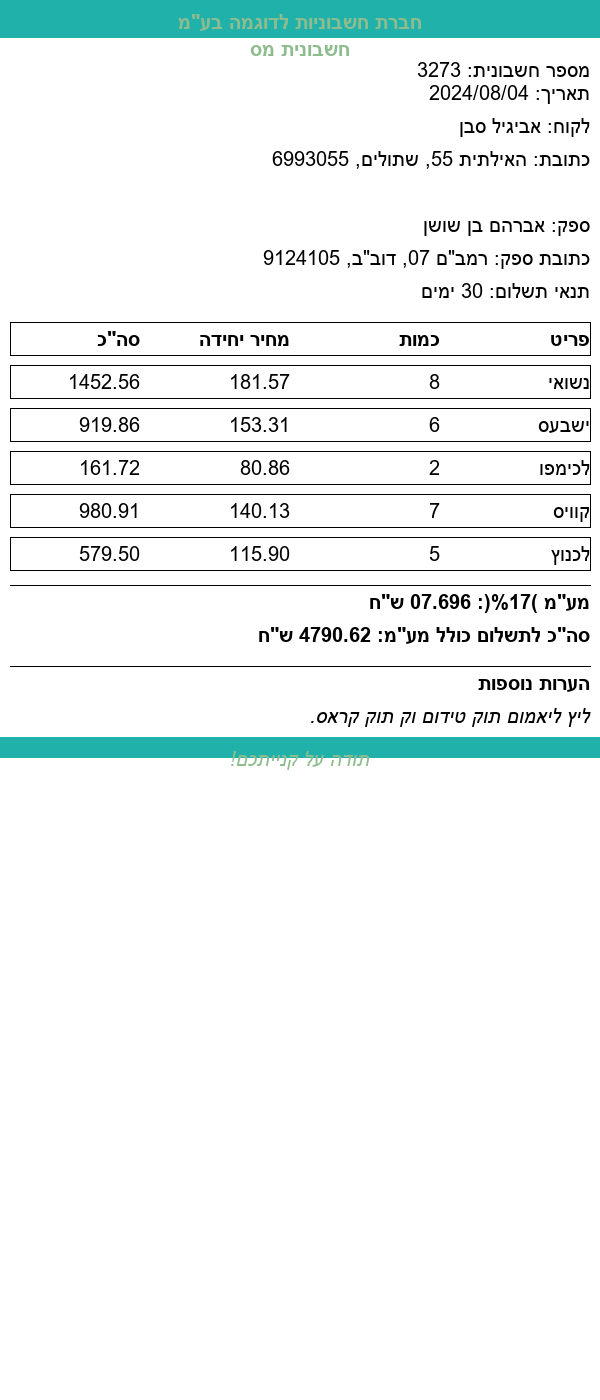 חברת חשבוניות לדוגמה בע"מ
חשבונית מס
מספר חשבונית: 3273
תאריך: 2024/08/04
לקוח: אביגיל סבן
כתובת: האילתית 55, שתולים, 6993055
ספק: אברהם בן שושן
כתובת ספק: רמב"ם 07, דוב"ב, 9124105
תנאי תשלום: 30 ימים
פריט כמות מחיר יחידה סה"כ
נשואי 8 181.57 1452.56
ישבעס 6 153.31 919.86
לכימפו 2 80.86 161.72
קוויס 7 140.13 980.91
לכנוץ 5 115.90 579.50
מע"מ )17%(: 07.696 ש"ח
סה"כ לתשלום כולל מע"מ: 4790.62 ש"ח
הערות נוספות
ליץ ליאמום תוק טידום וק תוק קראס.
תודה על קנייתכם!